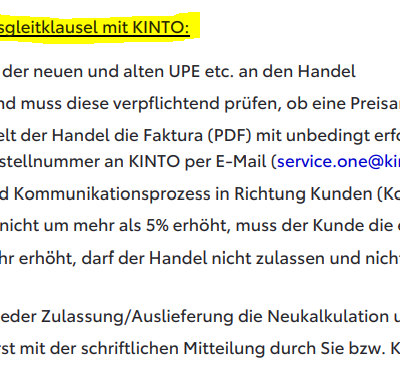 sgleitklausel mit KINTO:
der neuen und alten UPE etc. an den Handel
nd muss diese verpflichtend prüfen, ob eine Preisa
elt der Handel die Faktura (PDF) mit unbedingt erfo
stellnummer an KINTO per E-Mail (service.one@ki
d Kommunikationsprozess in Richtung Kunden (Ko
nicht um mehr als 5% erhöht, muss der Kunde die e
hr erhöht, darf der Handel nicht zulassen und nich
eder Zulassung/Auslieferung die Neukalkulation u
rst mit der schriftlichen Mitteilung durch Sie bzw. K